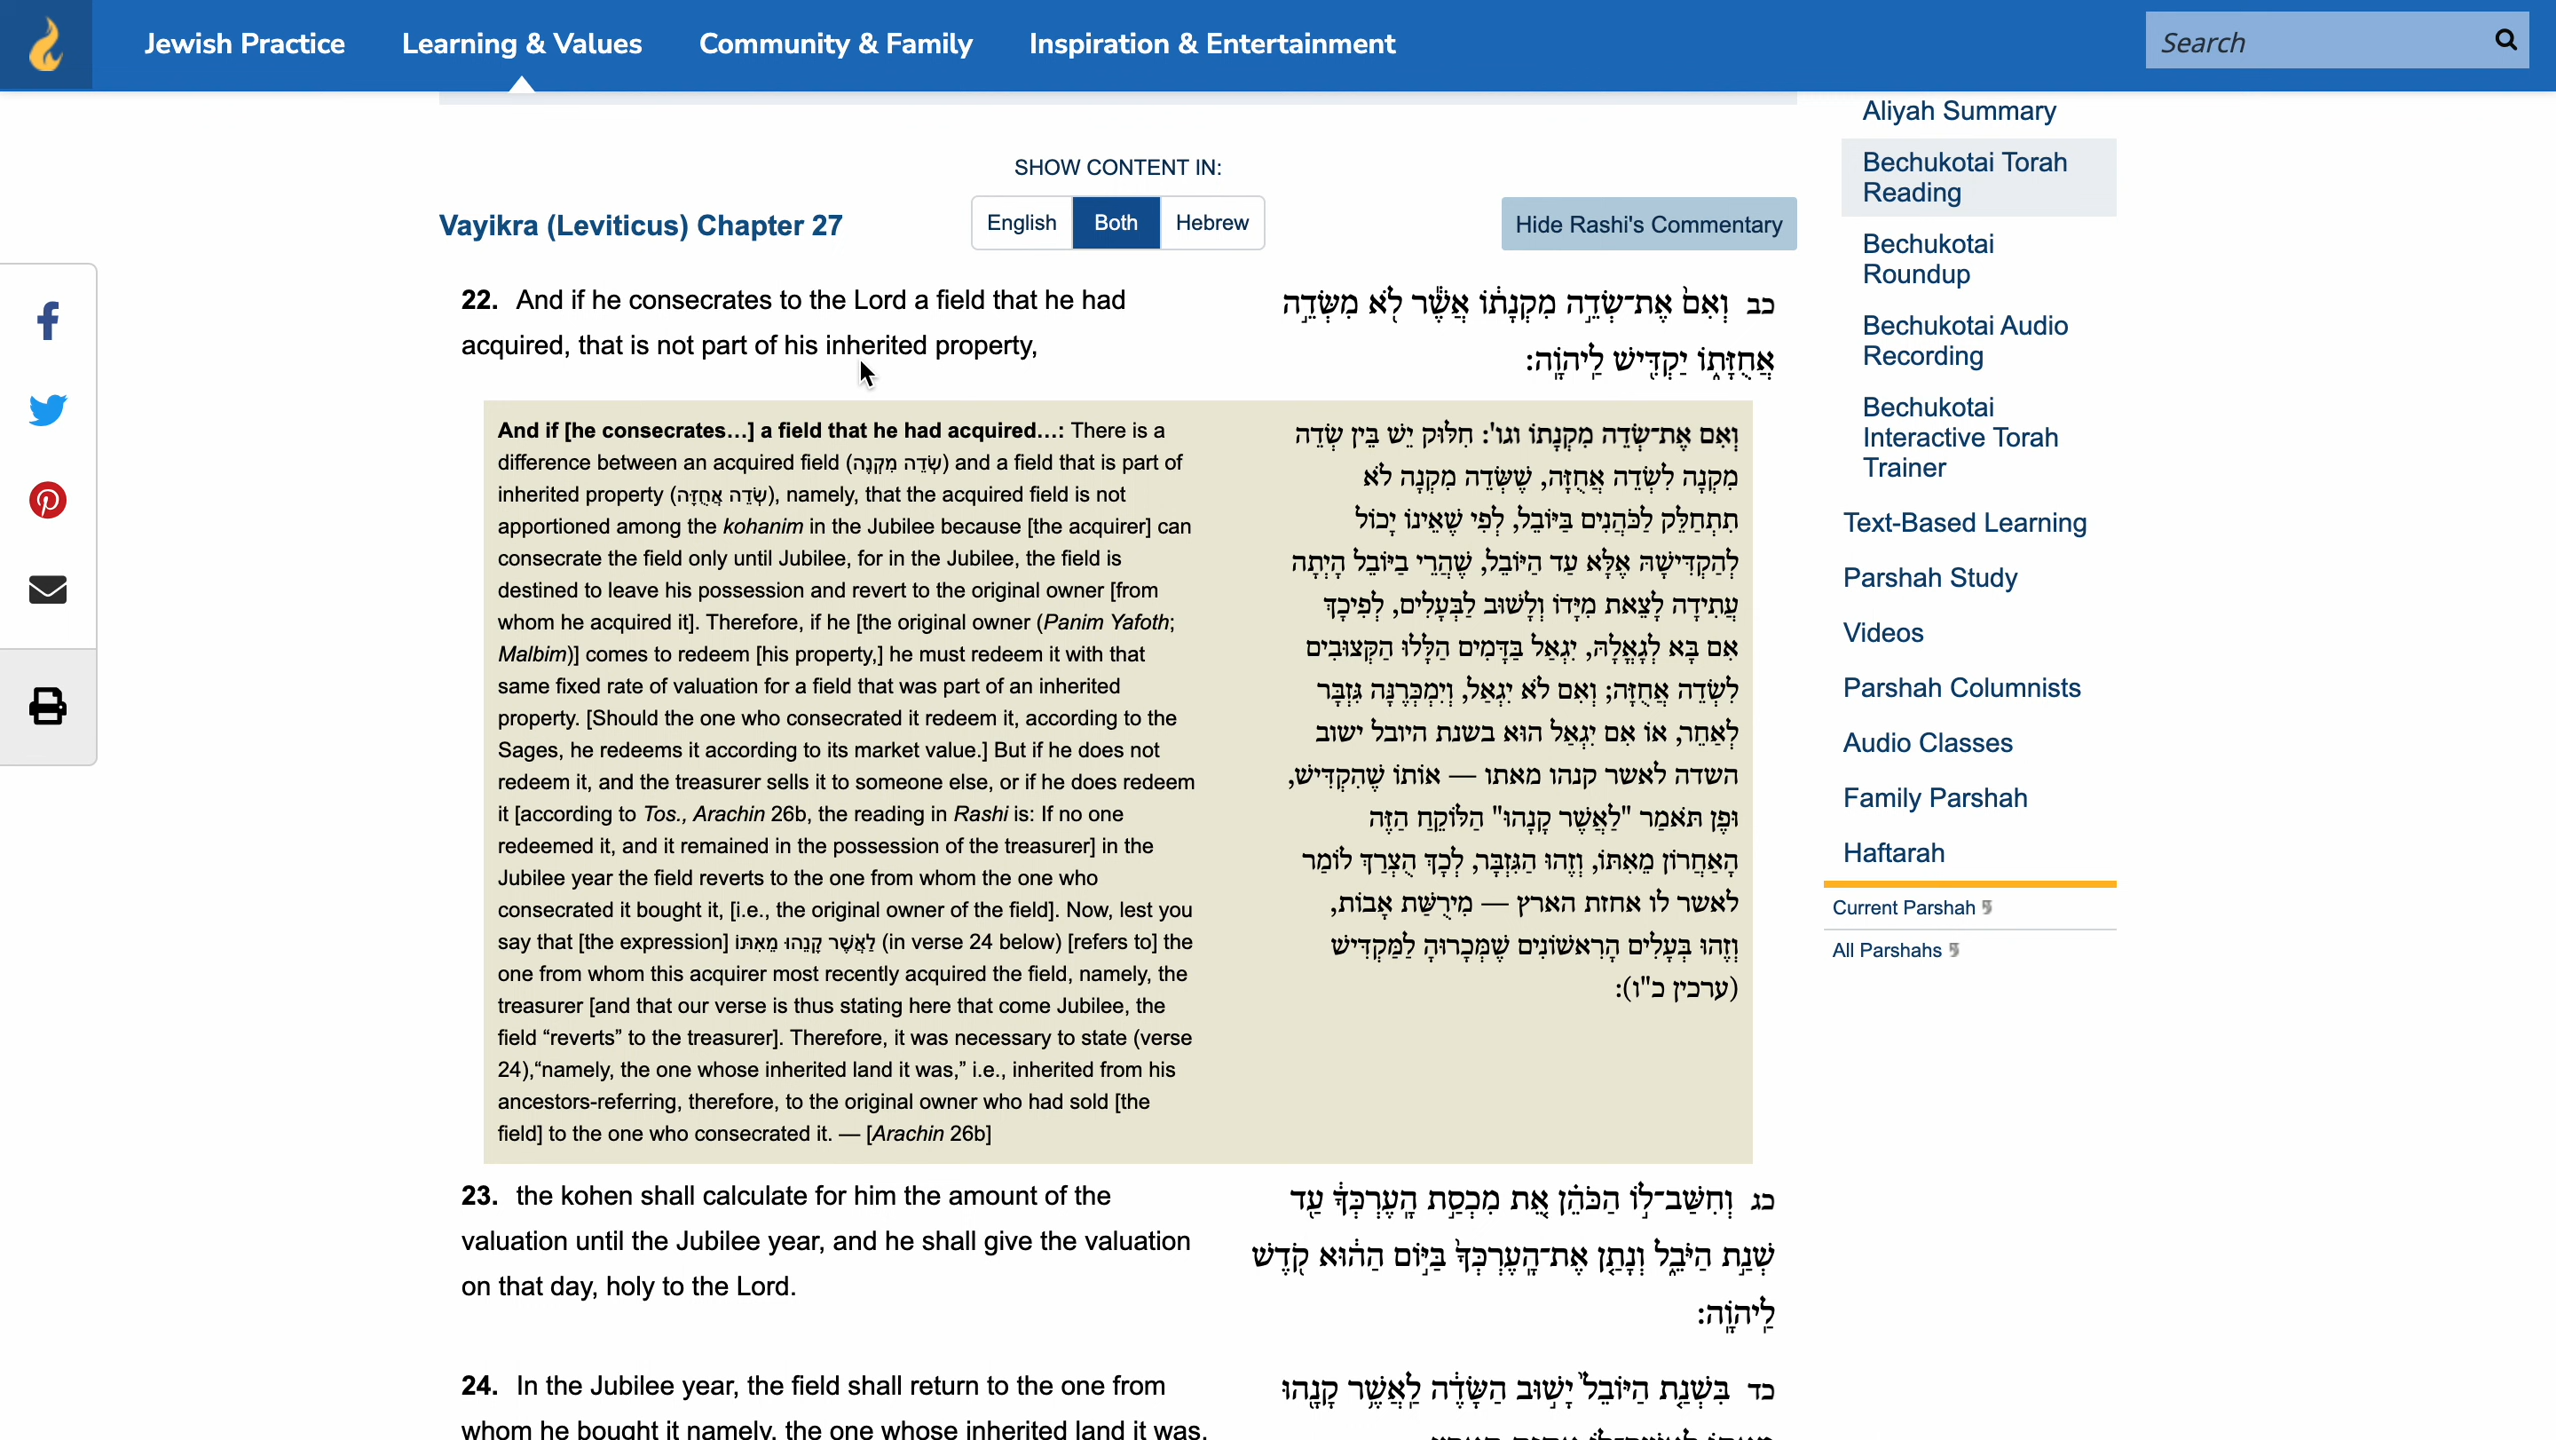 Jewish Practice
Learning & Values
Community & Family
Inspiration & Entertainment
Search
SHOW CONTENT IN:
Vayikra (Leviticus) Chapter 27
English
Both
Hebrew
Hide Rashi's Commentary
22. And if he consecrates to the Lord a field that he had
acquired, that is not part of his inherited property,
כב וְאִם֙ אֶת־שְׂדֵ֣ה מִקְנָת֔וֹ אֲשֶׁ֕ר לֹ֖א מִשְּׂדֵ֣ה
אֲחֻזָּת֑וֹ יַקְדִּ֖ישׁ לַֽיהֹוָֽה:
And if [he consecrates…] a field that he had acquired…: There is a
difference between an acquired field (שְׂדֵה מִקְנָה) and a field that is part of
inherited property (שְׂדֵה אֲחֻזָּה), namely, that the acquired field is not
apportioned among the kohanim in the Jubilee because [the acquirer] can
consecrate the field only until Jubilee, for in the Jubilee, the field is
destined to leave his possession and revert to the original owner [from
whom he acquired it]. Therefore, if he [the original owner (Panim Yafoth;
Malbim)] comes to redeem [his property,] he must redeem it with that
same fixed rate of valuation for a field that was part of an inherited
property. [Should the one who consecrated it redeem it, according to the
Sages, he redeems it according to its market value.] But if he does not
redeem it, and the treasurer sells it to someone else, or if he does redeem
it [according to Tos., Arachin 26b, the reading in Rashi is: If no one
redeemed it, and it remained in the possession of the treasurer] in the
Jubilee year the field reverts to the one from whom the one who
consecrated it bought it, [i.e., the original owner of the field]. Now, lest you
say that [the expression] לַאֲשֶׁר קָנָהוּ מֵאִתּוֹ (in verse 24 below) [refers to] the
one from whom this acquirer most recently acquired the field, namely, the
treasurer [and that our verse is thus stating here that come Jubilee, the
field “reverts” to the treasurer]. Therefore, it was necessary to state (verse
24),“namely, the one whose inherited land it was,” i.e., inherited from his
ancestors-referring, therefore, to the original owner who had sold [the
field] to the one who consecrated it. — [Arachin 26b]
וְאִם אֶת־שְׂדֵה מִקְנָתוֹ וגו': חִלּוּק יֵשׁ בֵּין שְׂדֵה
מִקְנָה לִשְׂדֵה אֲחֻזָּה, שֶׁשְּׂדֵה מִקְנָה לֹא
תִתְחַלֵּק לַכֹּהֲנִים בַּיּוֹבֵל, לְפִי שֶׁאֵינוֹ יָכוֹל
לְהַקְדִּישָׁהּ אֶלָּא עַד הַיּוֹבֵל, שֶׁהֲרֵי בַיּוֹבֵל הָיְתָה
עֲתִידָה לָצֵאת מִיָּדוֹ וְלָשׁוּב לַבְּעָלִים, לְפִיכָךְ
אִם בָּא לְגָאֳלָהּ, יִגְאַל בַּדָּמִים הַלָּלוּ הַקְּצוּבִים
לִשְׂדֵה אֲחֻזָּה; וְאִם לֹא יִגְאַל, וְיִמְכְּרֶנָּה גִּזְבָּר
לְאַחֵר, אוֹ אִם יִגְאַל הוּא בשנת היובל ישוב
השדה לאשר קנהו מאתו — אוֹתוֹ שֶׁהִקְדִּישׁ,
וּפֶן תֹּאמַר "לַאֲשֶׁר קָנָהוּ" הַלּוֹקֵחַ הַזֶּה
הָאַחֲרוֹן מֵאִתּוֹ, וְזֶהוּ הַגִּזְבָּר, לְכָךְ הֻצְרַךְ לוֹמַר
לאשר לו אחזת הארץ — מִירֻשַּׁת אָבוֹת,
וְזֶהוּ בְּעָלִים הָרִאשׁוֹנִים שֶׁמְּכָרוּהָ לַמַּקְדִּישׁ
(ערכין כ"ו):
23. the kohen shall calculate for him the amount of the
valuation until the Jubilee year, and he shall give the valuation
on that day, holy to the Lord.
כג וְחִשַּׁב־ל֣וֹ הַכֹּהֵ֗ן אֵ֚ת מִכְסַ֣ת הָֽעֶרְכְּךָ֔ עַ֖ד
שְׁנַ֣ת הַיֹּבֵ֑ל וְנָתַ֤ן אֶת־הָֽעֶרְכְּךָ֙ בַּיּ֣וֹם הַה֔וּא קֹ֖דֶשׁ
לַֽיהֹוָֽה:
24. In the Jubilee year, the field shall return to the one from
whom he bought it namely, the one whose inherited land it was.
כד בִּשְׁנַ֤ת הַיּוֹבֵל֙ יָשׁ֣וּב הַשָּׂדֶ֔ה לַֽאֲשֶׁ֥ר קָנָ֖הוּ
Aliyah Summary
Bechukotai Torah
Reading
Bechukotai
Roundup
Bechukotai Audio
Recording
Bechukotai
Interactive Torah
Trainer
Text-Based Learning
Parshah Study
Videos
Parshah Columnists
Audio Classes
Family Parshah
Haftarah
Current Parshah
All Parshahs